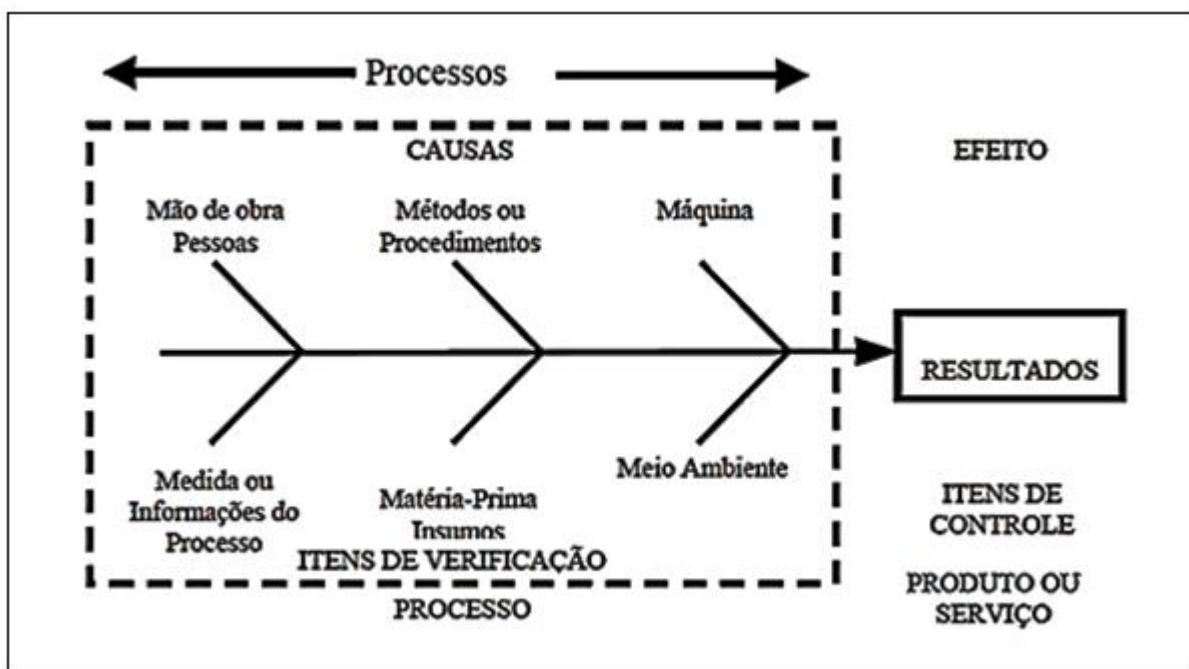 Processos
CAUSAS
EFEITO
Mão de obra
Pessoas
Métodos ou
Procedimentos
Máquina
RESULTADOS
Medida ou
Informações do
Processo
Matéria-Prima
Insumos
Meio Ambiente
ITENS DE VERIFICAÇÃO
PROCESSO
ITENS DE
CONTROLE
PRODUTO OU
SERVIÇO